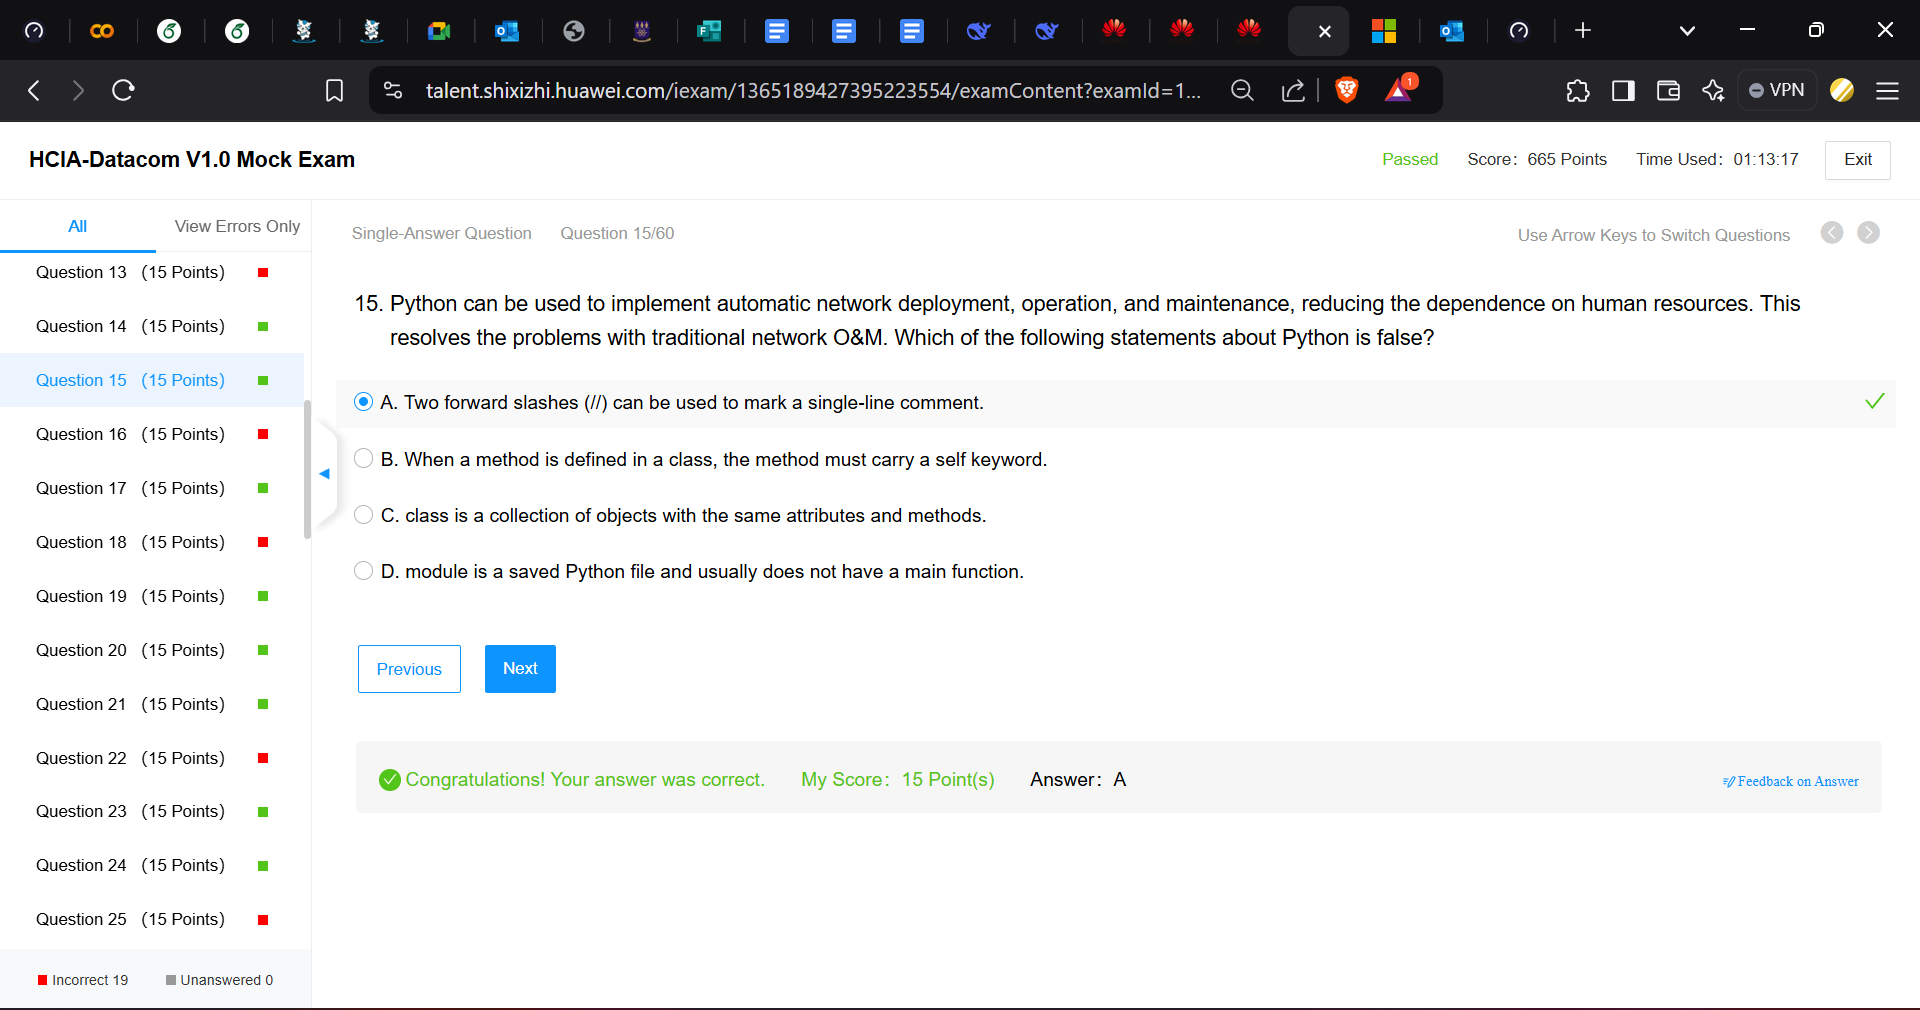 talent.shixizhi.huawei.com/iexam/1365189427395223554/examContent?examId=1...
1
VPN
HCIA-Datacom V1.0 Mock Exam
Passed
Score: 665 Points
Time Used: 01:13:17
Exit
All
View Errors Only
Single-Answer Question
Question 15/60
Use Arrow Keys to Switch Questions
Question 13 (15 Points)
Question 14 (15 Points)
Question 15 (15 Points)
Question 16 (15 Points)
Question 17 (15 Points)
Question 18 (15 Points)
Question 19 (15 Points)
Question 20 (15 Points)
Question 21 (15 Points)
Question 22 (15 Points)
Question 23 (15 Points)
Question 24 (15 Points)
Question 25 (15 Points)
Incorrect 19
Unanswered 0
15. Python can be used to implement automatic network deployment, operation, and maintenance, reducing the dependence on human resources. This
resolves the problems with traditional network O&M. Which of the following statements about Python is false?
A. Two forward slashes (//) can be used to mark a single-line comment.
B. When a method is defined in a class, the method must carry a self keyword.
C. class is a collection of objects with the same attributes and methods.
D. module is a saved Python file and usually does not have a main function.
Previous
Next
Congratulations! Your answer was correct.
My Score: 15 Point(s)
Answer: A
Feedback on Answer